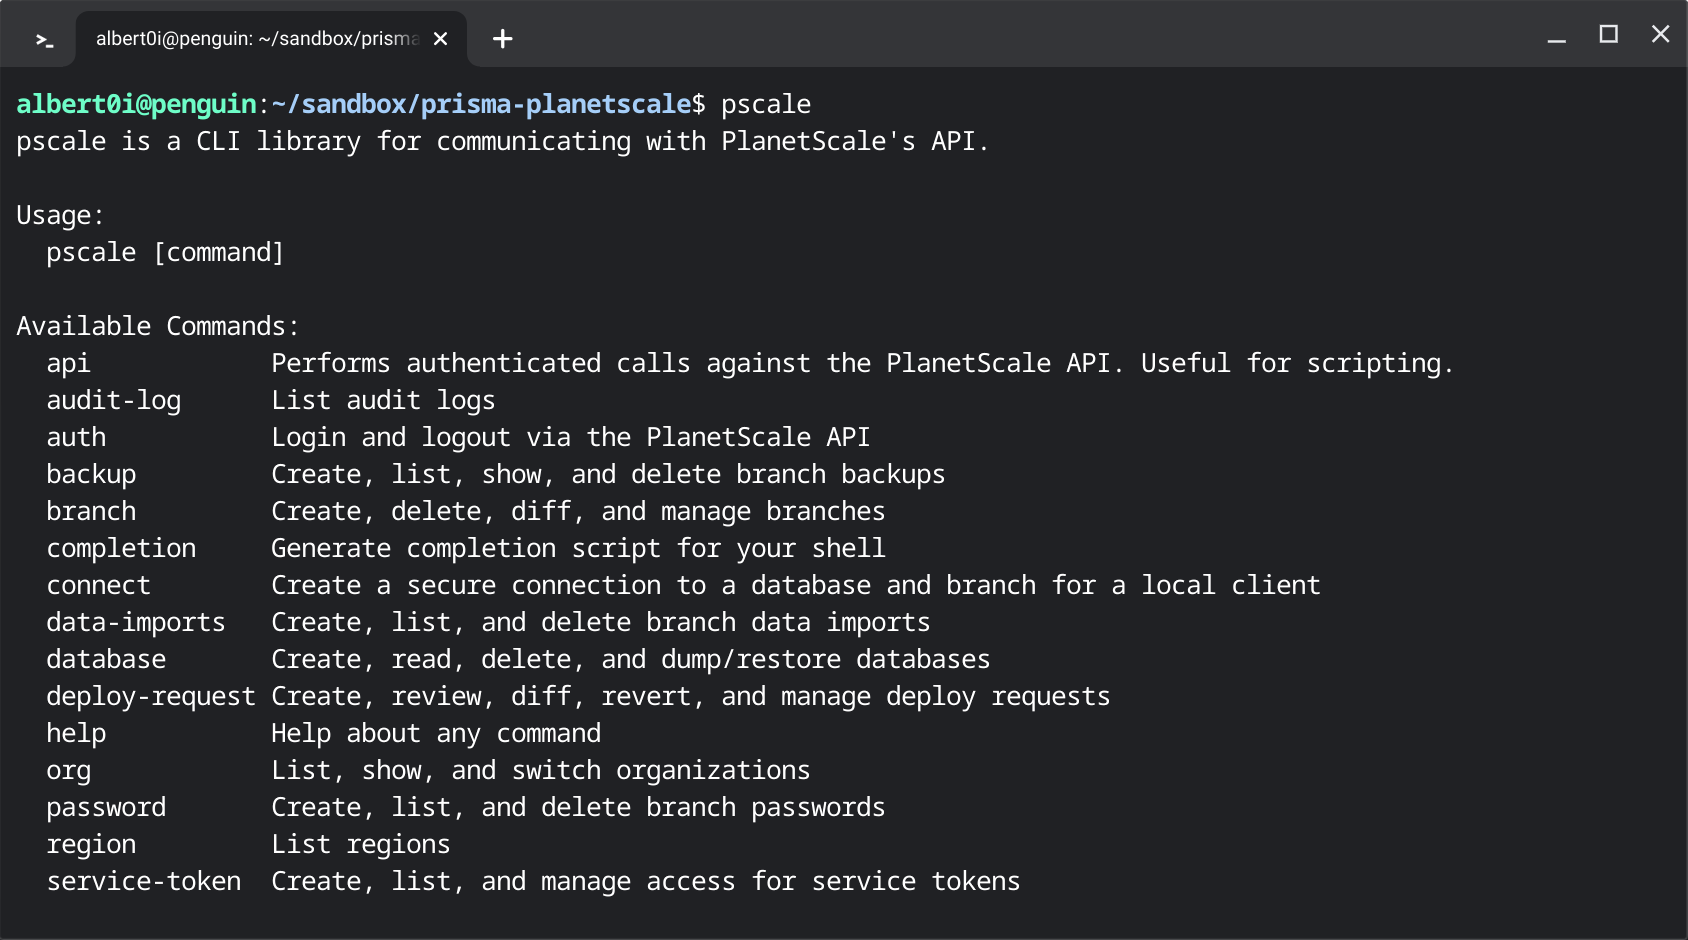 >_ albert0i@penguin: ~/sandbox/prisma
albert0i@penguin:~/sandbox/prisma-planetscale$ pscale
pscale is a CLI library for communicating with PlanetScale's API.
Usage:
  pscale [command]
Available Commands:
  api            Performs authenticated calls against the PlanetScale API. Useful for scripting.
  audit-log      List audit logs
  auth           Login and logout via the PlanetScale API
  backup         Create, list, show, and delete branch backups
  branch         Create, delete, diff, and manage branches
  completion     Generate completion script for your shell
  connect        Create a secure connection to a database and branch for a local client
  data-imports   Create, list, and delete branch data imports
  database       Create, read, delete, and dump/restore databases
  deploy-request Create, review, diff, revert, and manage deploy requests
  help           Help about any command
  org            List, show, and switch organizations
  password       Create, list, and delete branch passwords
  region         List regions
  service-token  Create, list, and manage access for service tokens